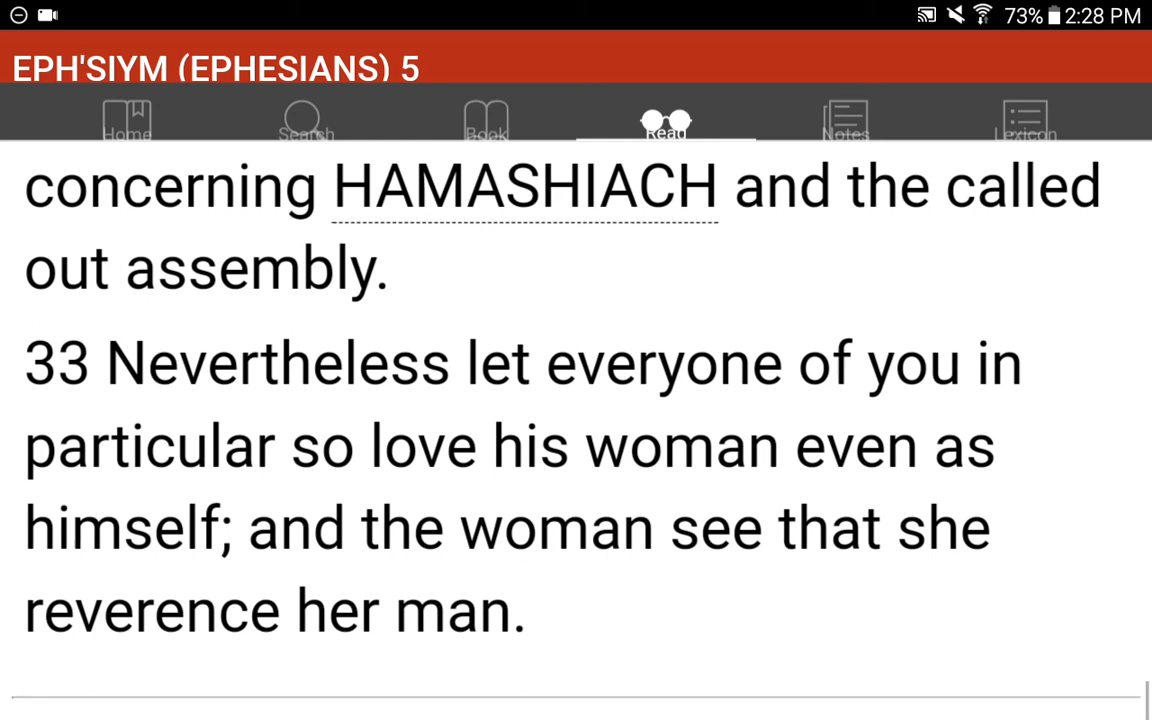 73% 2:28 PM
EPH'SIYM (EPHESIANS) 5
Home Search Book Read Notes Lexicon
concerning HAMASHIACH and the called
out assembly.
33 Nevertheless let everyone of you in
particular so love his woman even as
himself; and the woman see that she
reverence her man.